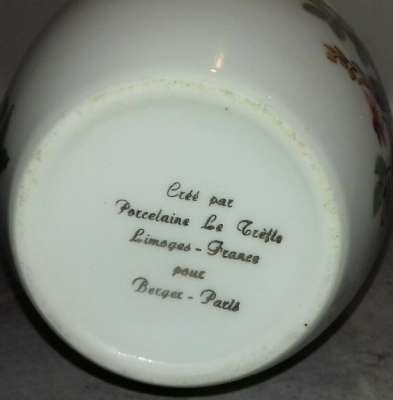 Créé par
Porcelaine Le Trèfle
Limoges - France
pour
Berger - Paris